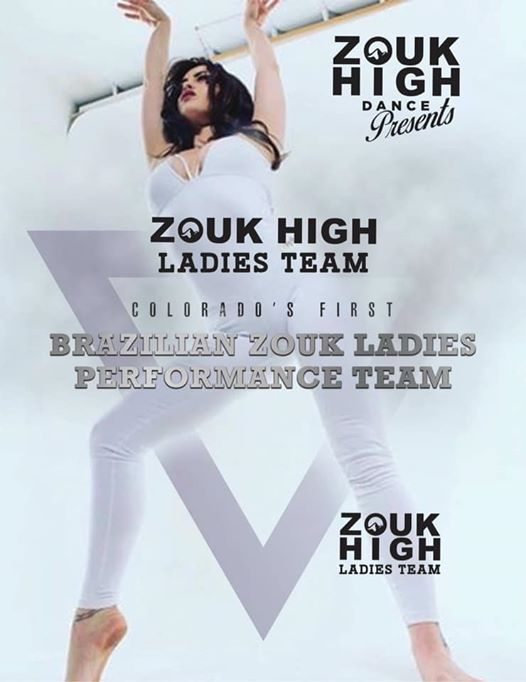 ZOUK
HIGH
DANCE
Presents
ZOUK HIGH
LADIES TEAM
COLORADO'S FIRST
BRAZILIAN ZOUK LADIES
PERFORMANCE TEAM
ZOUK
HIGH
LADIES TEAM